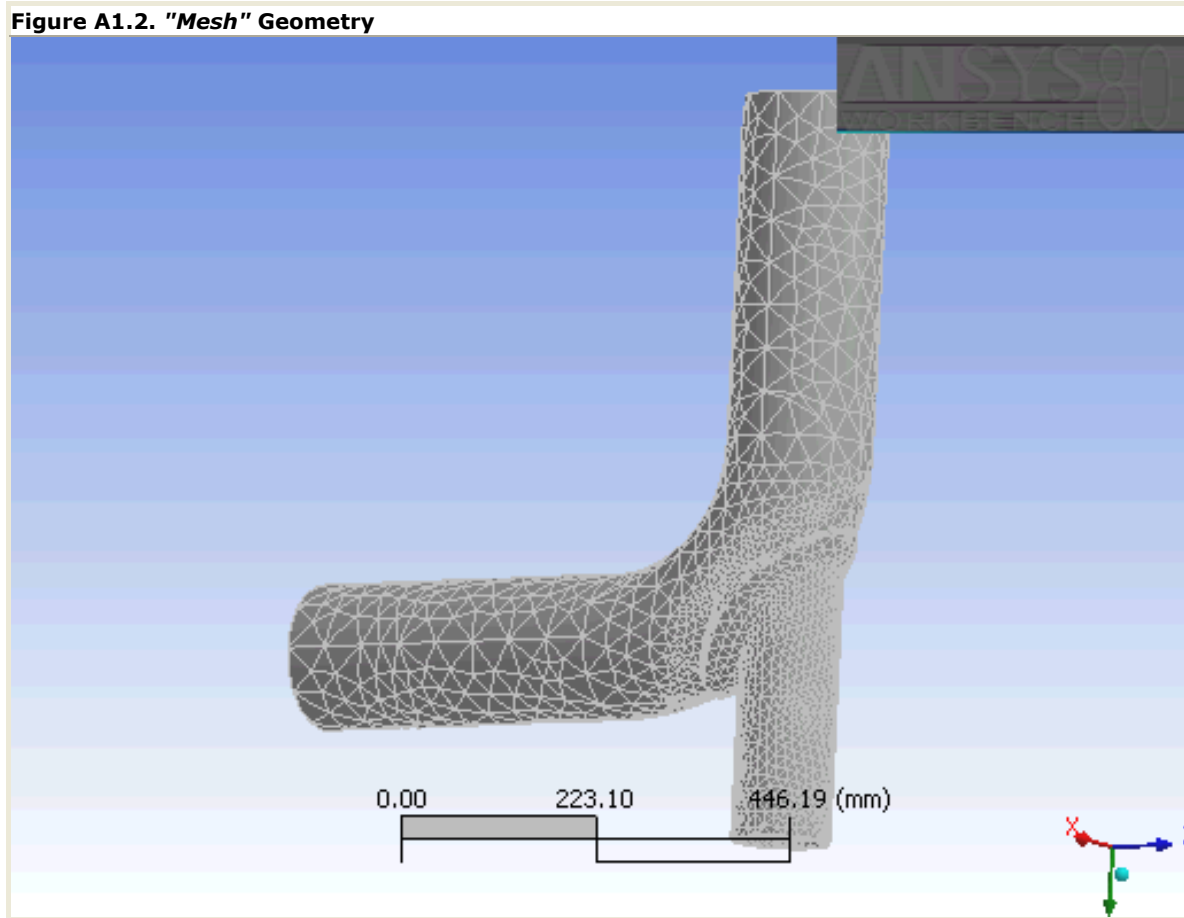 Figure A1.2. "Mesh" Geometry
ANSYS 8.0
WORKBENCH
0.00 223.10 446.19 (mm)
X